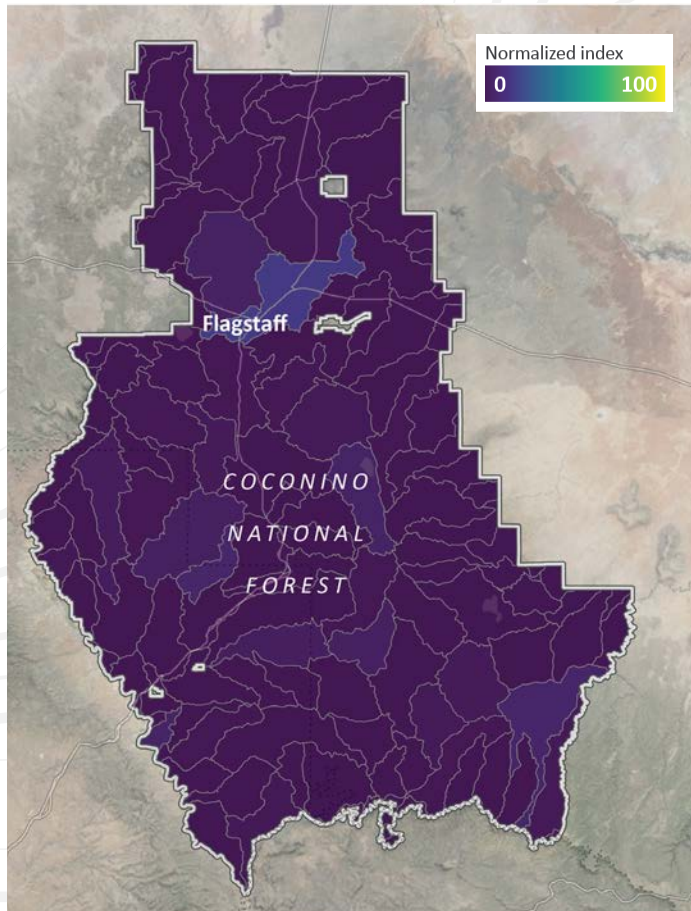 Normalized index
0 100
Flagstaff
COCONINO
NATIONAL
FOREST